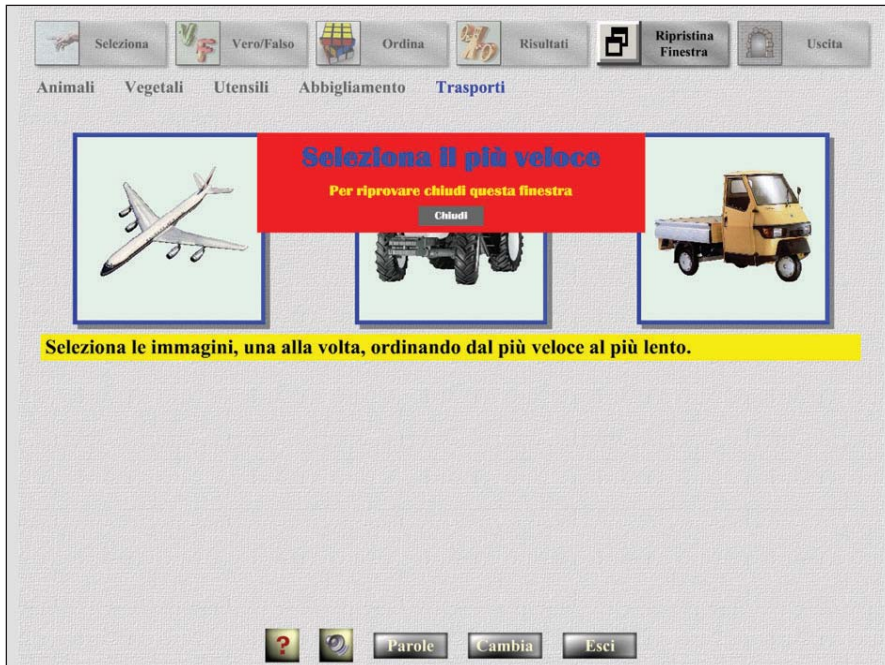 Seleziona
Vero/Falso
Ordina
Risultati
Ripristina
Finestra
Uscita
Animali Vegetali Utensili Abbigliamento Trasporti
Seleziona il più veloce
Per riprovare chiudi questa finestra
Chiudi
Seleziona le immagini, una alla volta, ordinando dal più veloce al più lento.
? Parole Cambia Esci